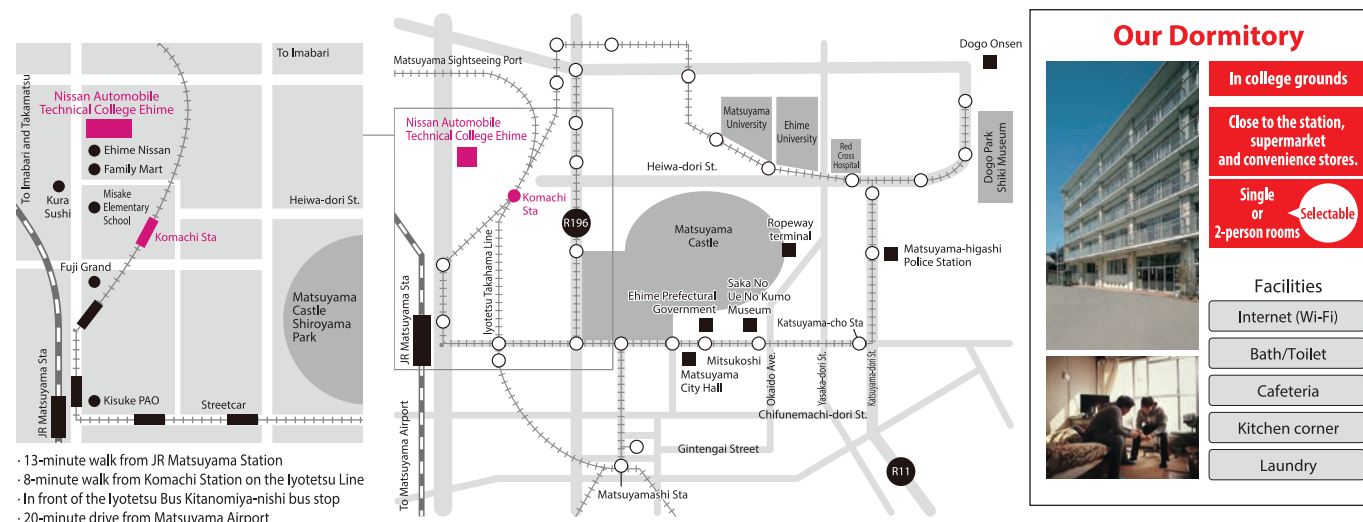 To Imabari
To Imabari and Takamatsu
Nissan Automobile
Technical College Ehime
Ehime Nissan
Family Mart
Kura
Sushi
Misake
Elementary
School
Heiwa-dori St.
Komachi Sta
Fuji Grand
Matsuyama
Castle
Shiroyama
Park
JR Matsuyama Sta
Kisuke PAO
Streetcar
· 13-minute walk from JR Matsuyama Station
· 8-minute walk from Komachi Station on the Iyotetsu Line
· In front of the Iyotetsu Bus Kitanomiya-nishi bus stop
· 20-minute drive from Matsuyama Airport
Matsuyama Sightseeing Port
Nissan Automobile
Technical College Ehime
Komachi
Sta
R196
Heiwa-dori St.
Matsuyama
University
Ehime
University
Red
Cross
Hospital
Dogo Onsen
Dogo Park
Shiki Museum
Matsuyama
Castle
Ropeway
terminal
Matsuyama-higashi
Police Station
Iyotetsu Takahama Line
JR Matsuyama Sta
Ehime Prefectural
Government
Saka No
Ue No Kumo
Museum
Katsuyama-cho Sta
Mitsukoshi
Matsuyama
City Hall
Okaido Ave.
Yasaka-dori St.
Katsuyama-dori St.
Chifunemachi-dori St.
Gintengai Street
R11
Matsuyamashi Sta
To Matsuyama Airport
Our Dormitory
In college grounds
Close to the station,
supermarket
and convenience stores.
Single
or
2-person rooms
Selectable
Facilities
Internet (Wi-Fi)
Bath/Toilet
Cafeteria
Kitchen corner
Laundry